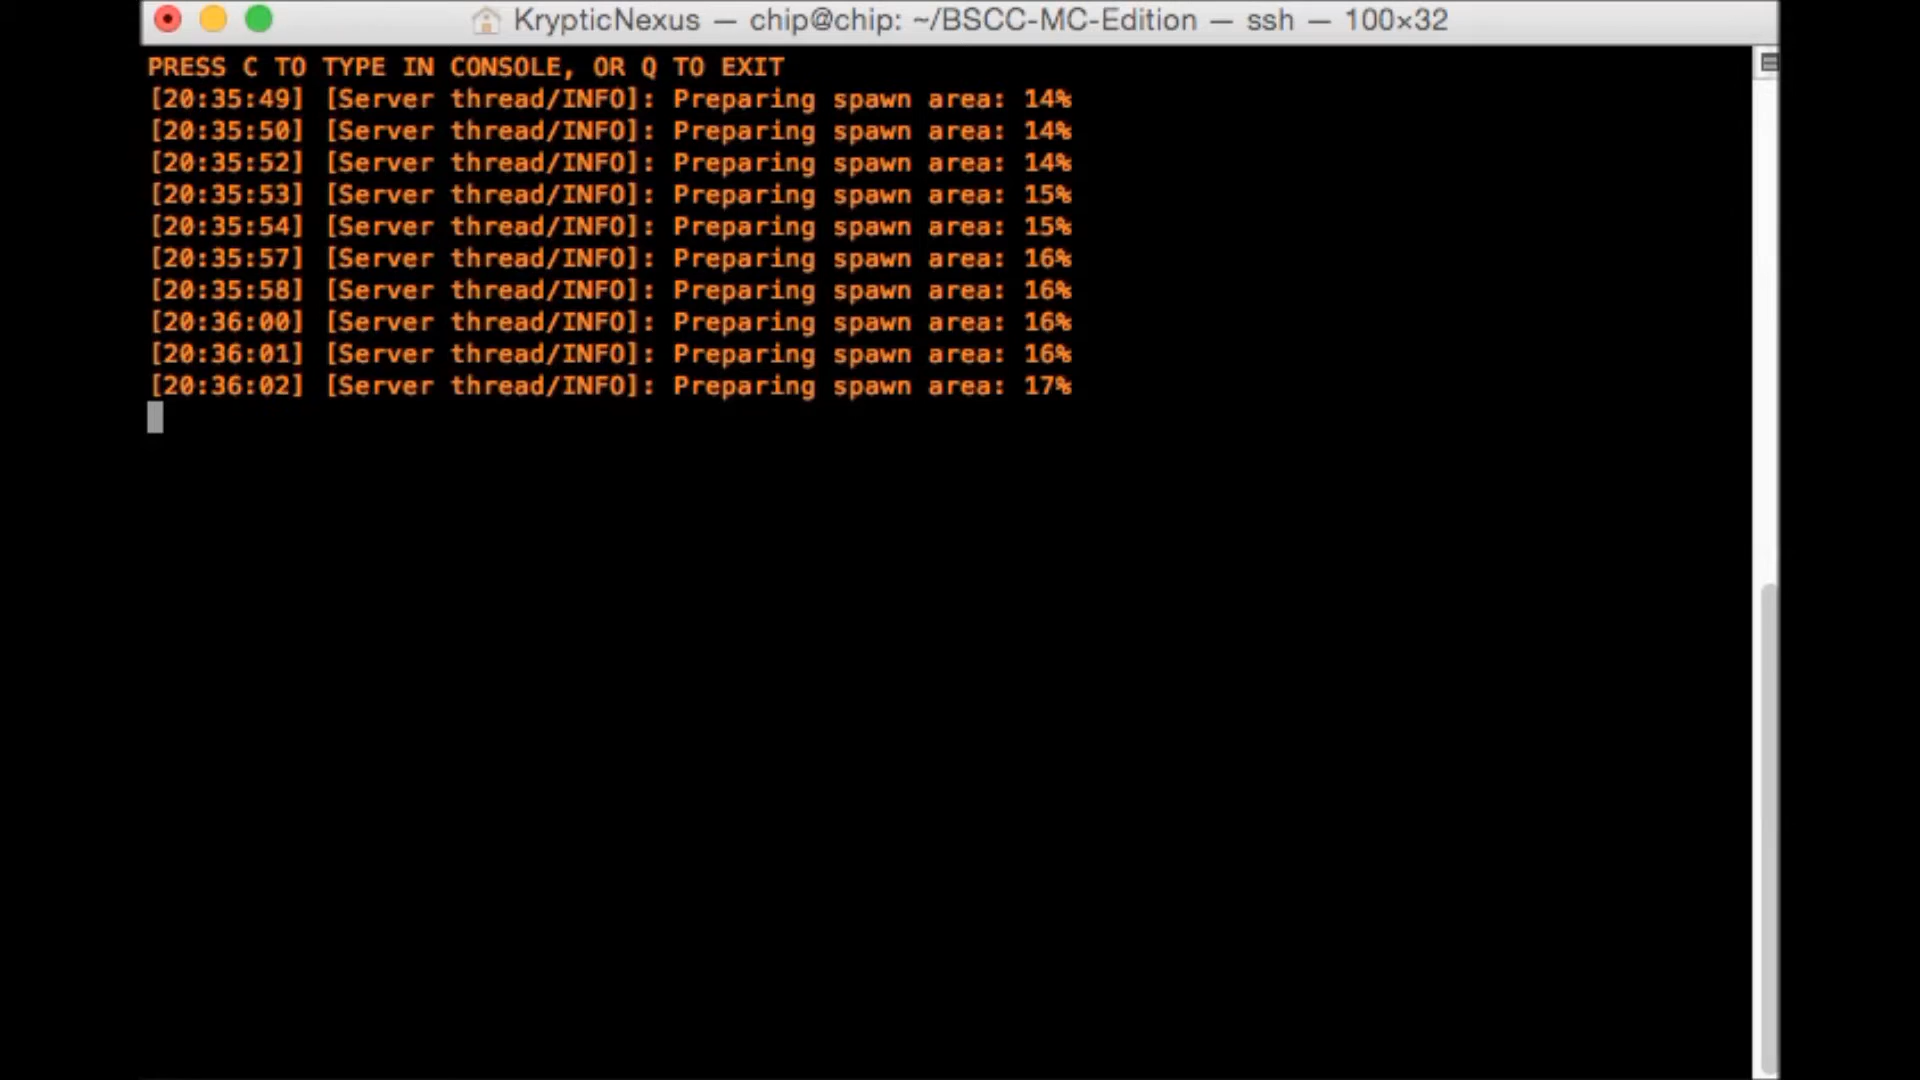 KrypticNexus — chip@chip: ~/BSCC-MC-Edition — ssh — 100×32
PRESS C TO TYPE IN CONSOLE, OR Q TO EXIT
[20:35:49] [Server thread/INFO]: Preparing spawn area: 14%
[20:35:50] [Server thread/INFO]: Preparing spawn area: 14%
[20:35:52] [Server thread/INFO]: Preparing spawn area: 14%
[20:35:53] [Server thread/INFO]: Preparing spawn area: 15%
[20:35:54] [Server thread/INFO]: Preparing spawn area: 15%
[20:35:57] [Server thread/INFO]: Preparing spawn area: 16%
[20:35:58] [Server thread/INFO]: Preparing spawn area: 16%
[20:36:00] [Server thread/INFO]: Preparing spawn area: 16%
[20:36:01] [Server thread/INFO]: Preparing spawn area: 16%
[20:36:02] [Server thread/INFO]: Preparing spawn area: 17%